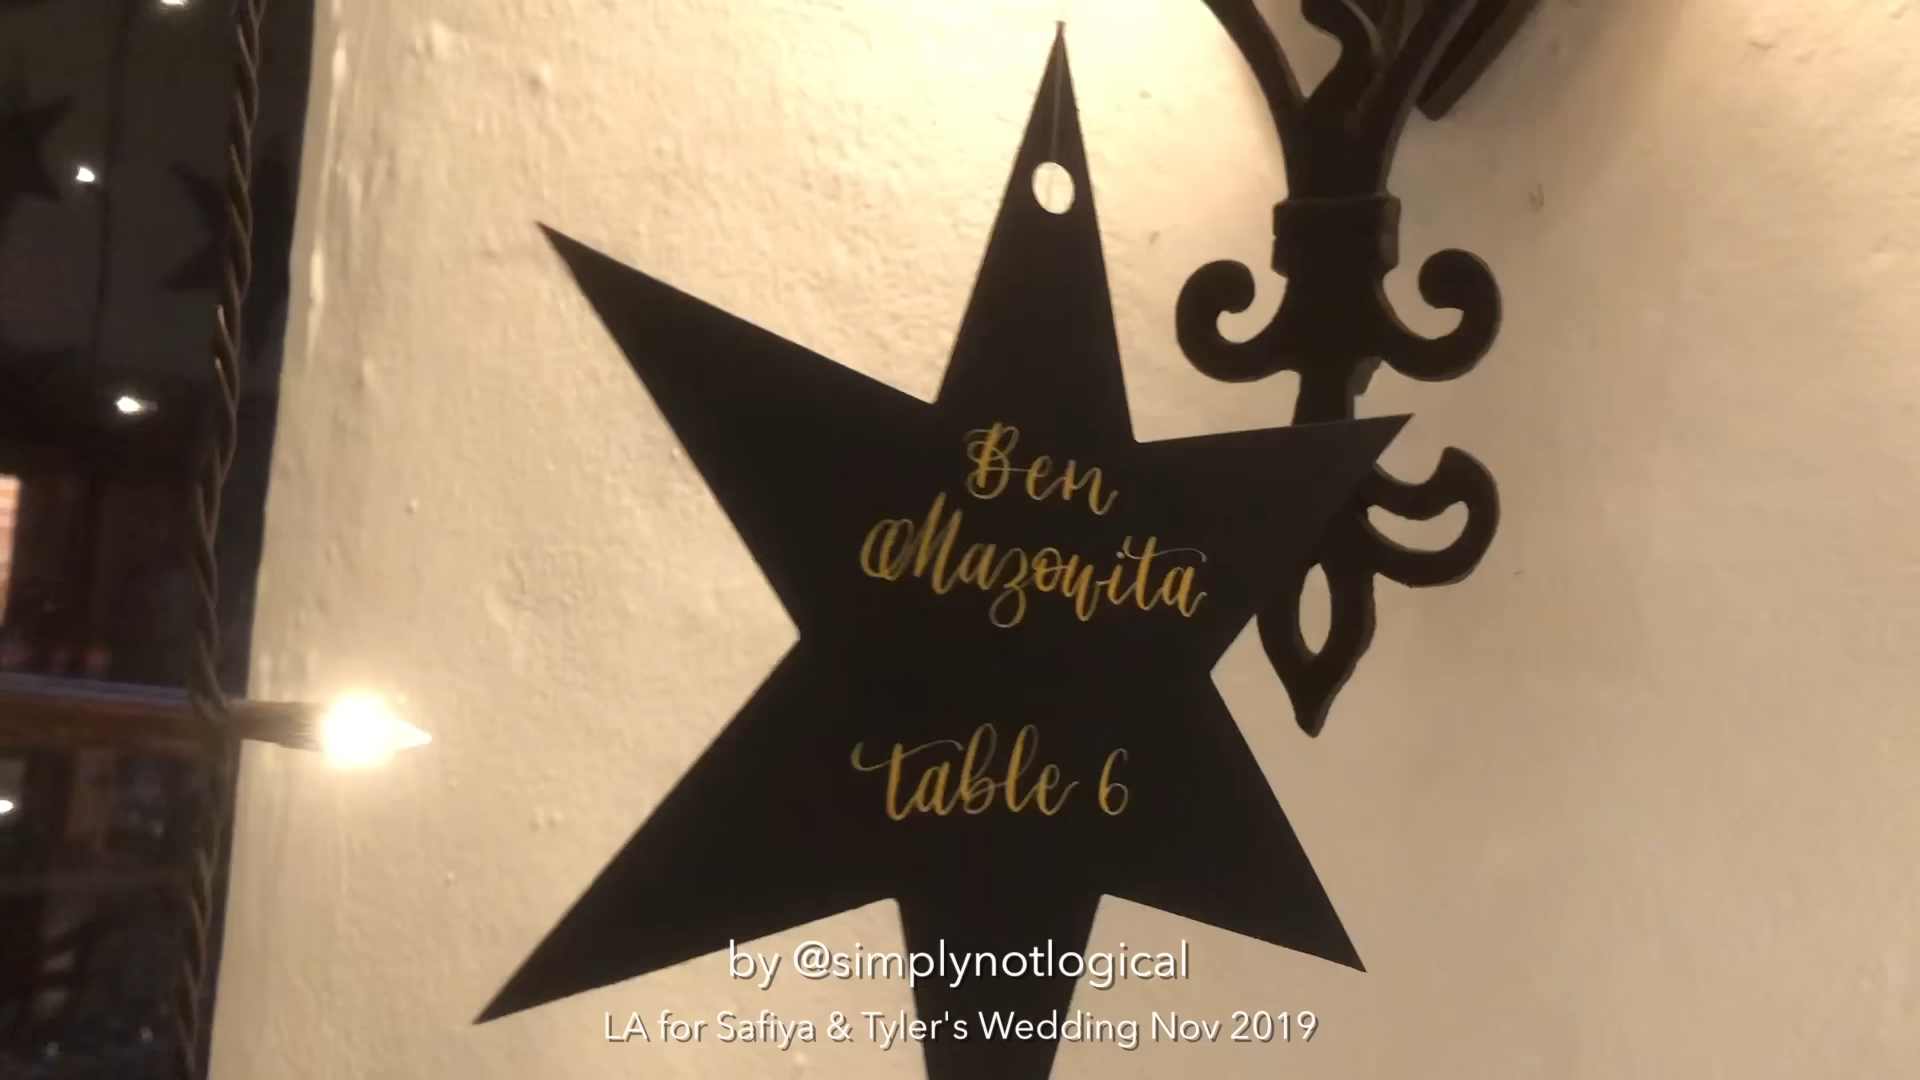 Ben
Mazowita
table 6
by @simplynotlogical
LA for Safiya & Tyler's Wedding Nov 2019